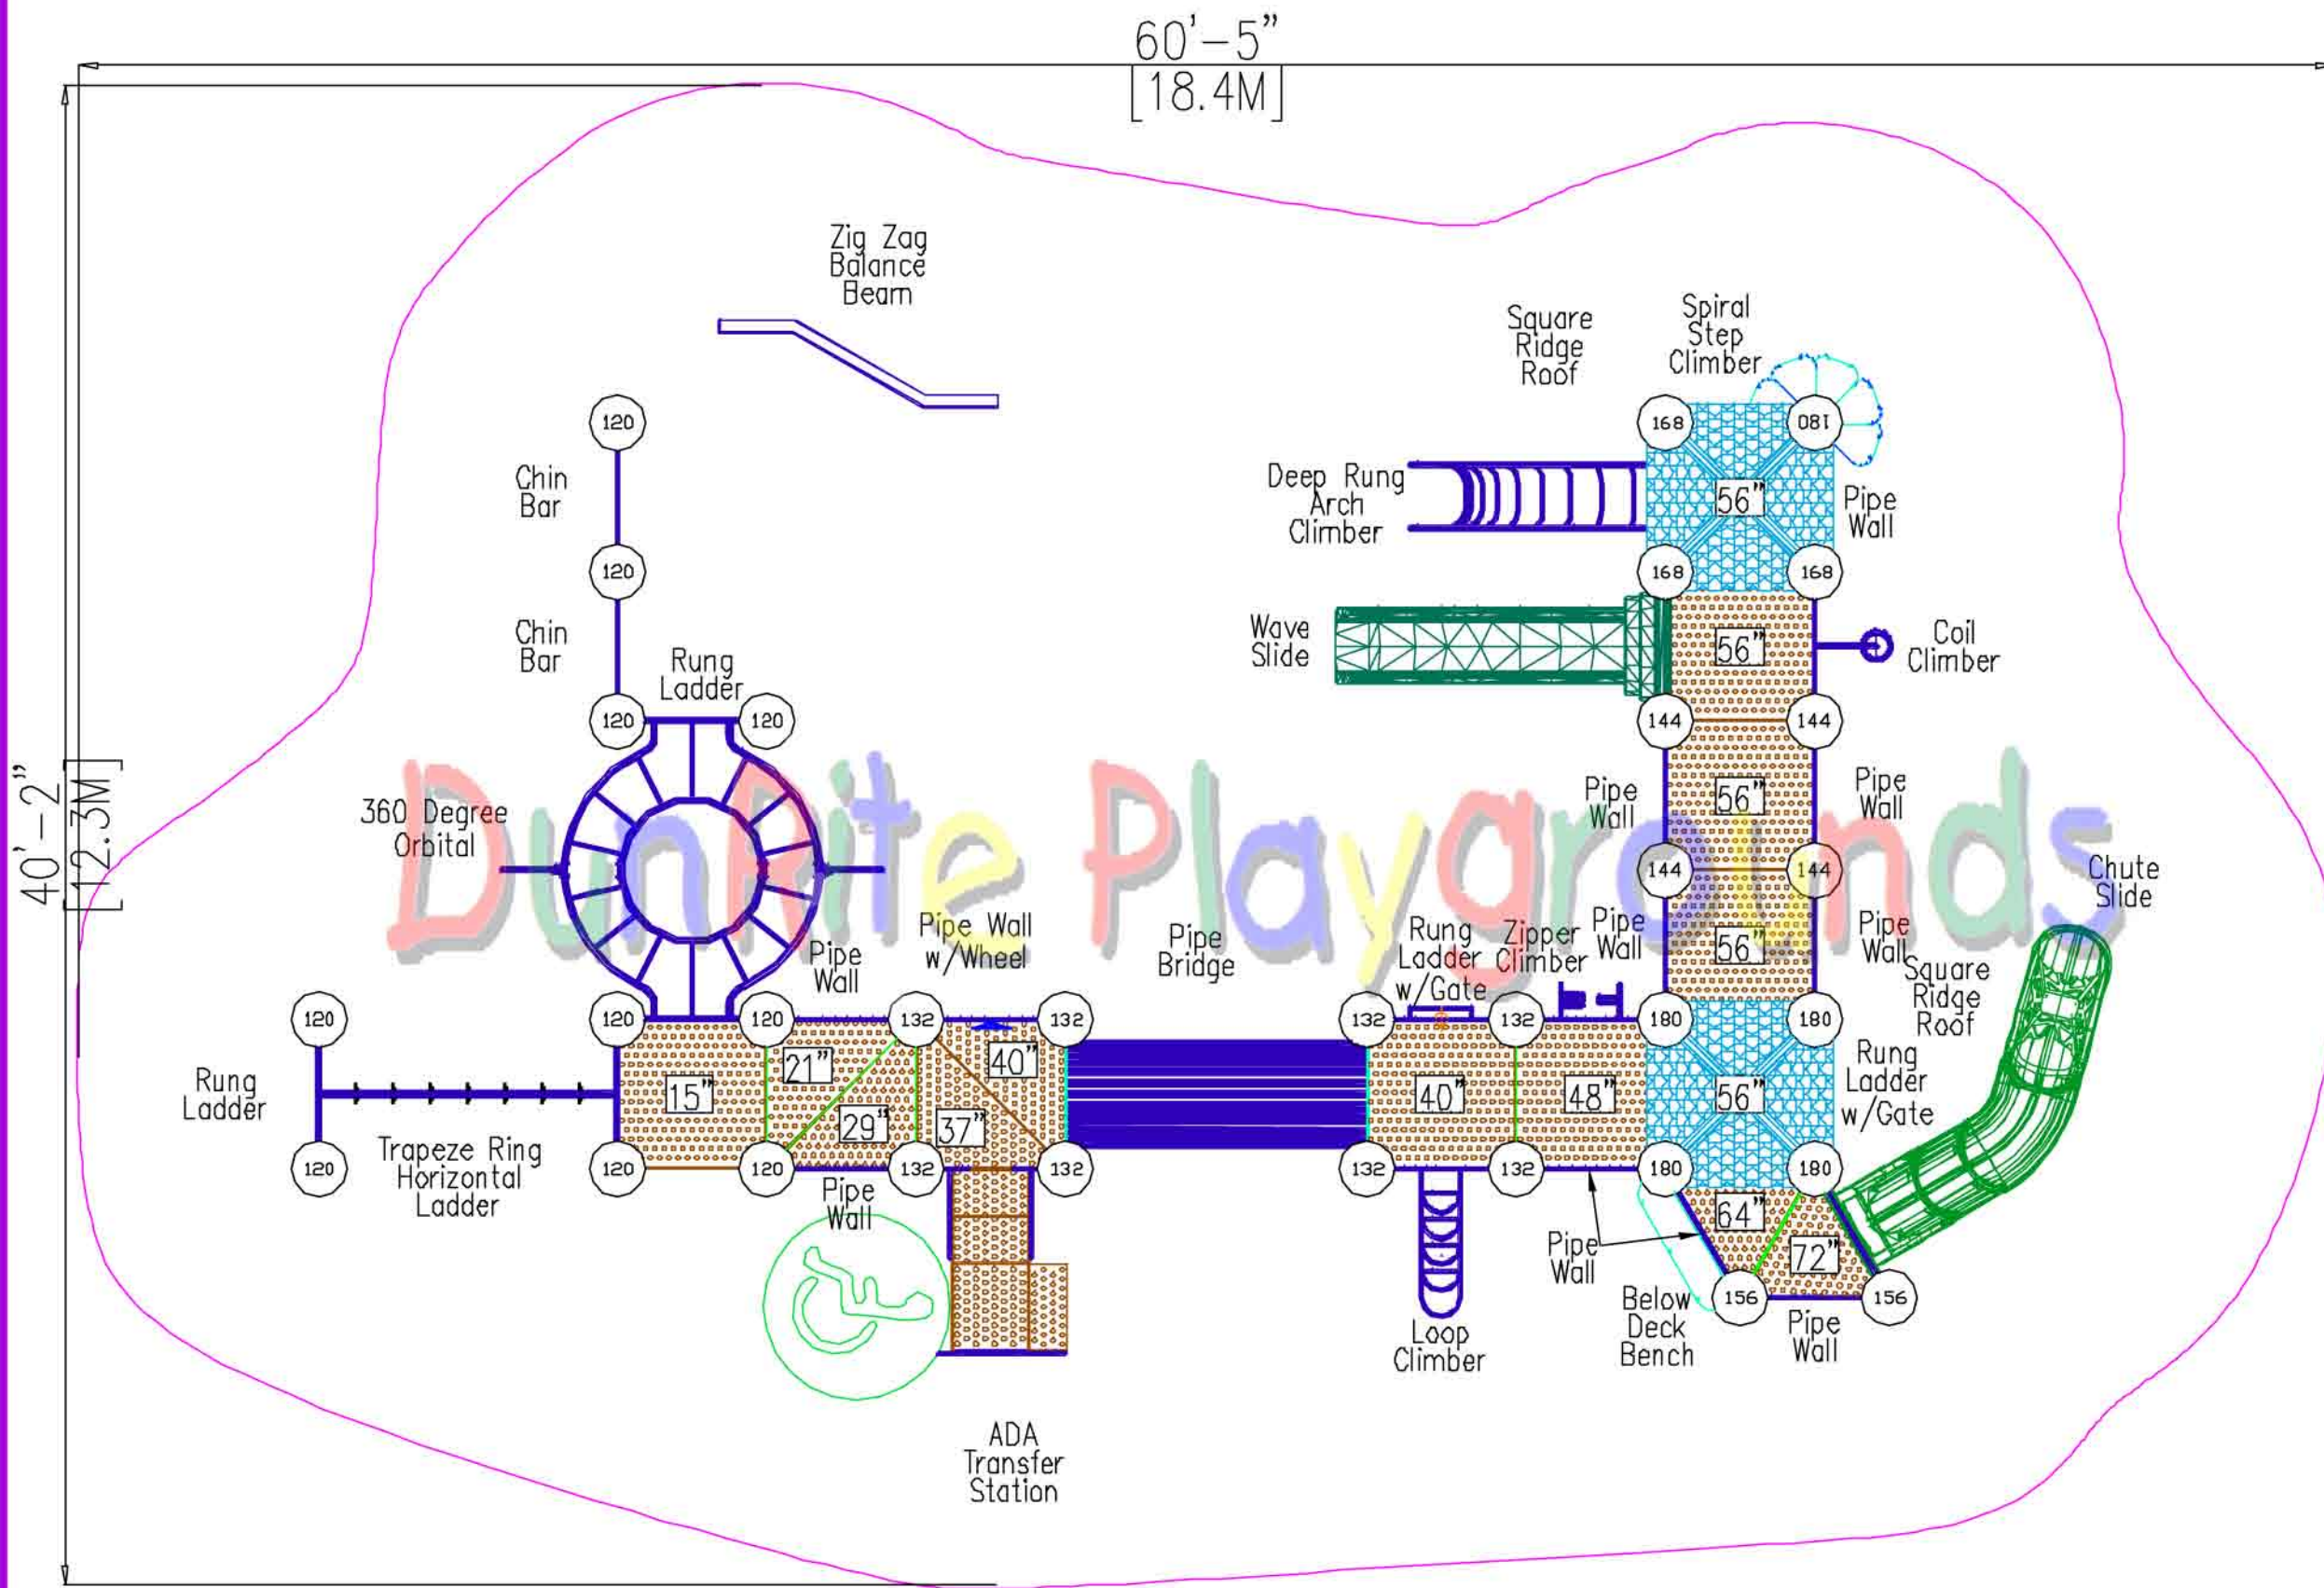 60'-5"
[18.4M]
40'-2"
[12.3M]
Zig Zag
Balance
Beam
Square
Ridge
Roof
Spiral
Step
Climber
120
168
180
Chin
Bar
Deep Rung
Arch
Climber
56"
Pipe
Wall
120
168
168
Chin
Bar
Rung
Ladder
Wave
Slide
56"
Coil
Climber
120
120
144
144
360 Degree
Orbital
Pipe
Wall
56"
Pipe
Wall
DunRite Playgrounds
144
144
Chute
Slide
Pipe
Wall
Pipe Wall
w/Wheel
Pipe
Bridge
Rung
Ladder
w/Gate
Zipper
Climber
Pipe
Wall
56"
Pipe
Wall
Square
Ridge
Roof
120
120
120
132
132
132
132
180
180
Rung
Ladder
Trapeze Ring
Horizontal
Ladder
15"
21"
29"
37"
40"
40"
48"
56"
Rung
Ladder
w/Gate
120
120
120
132
132
132
132
180
180
Pipe
Wall
64"
72"
Pipe
Wall
156
156
Below
Deck
Bench
Pipe
Wall
Loop
Climber
ADA
Transfer
Station